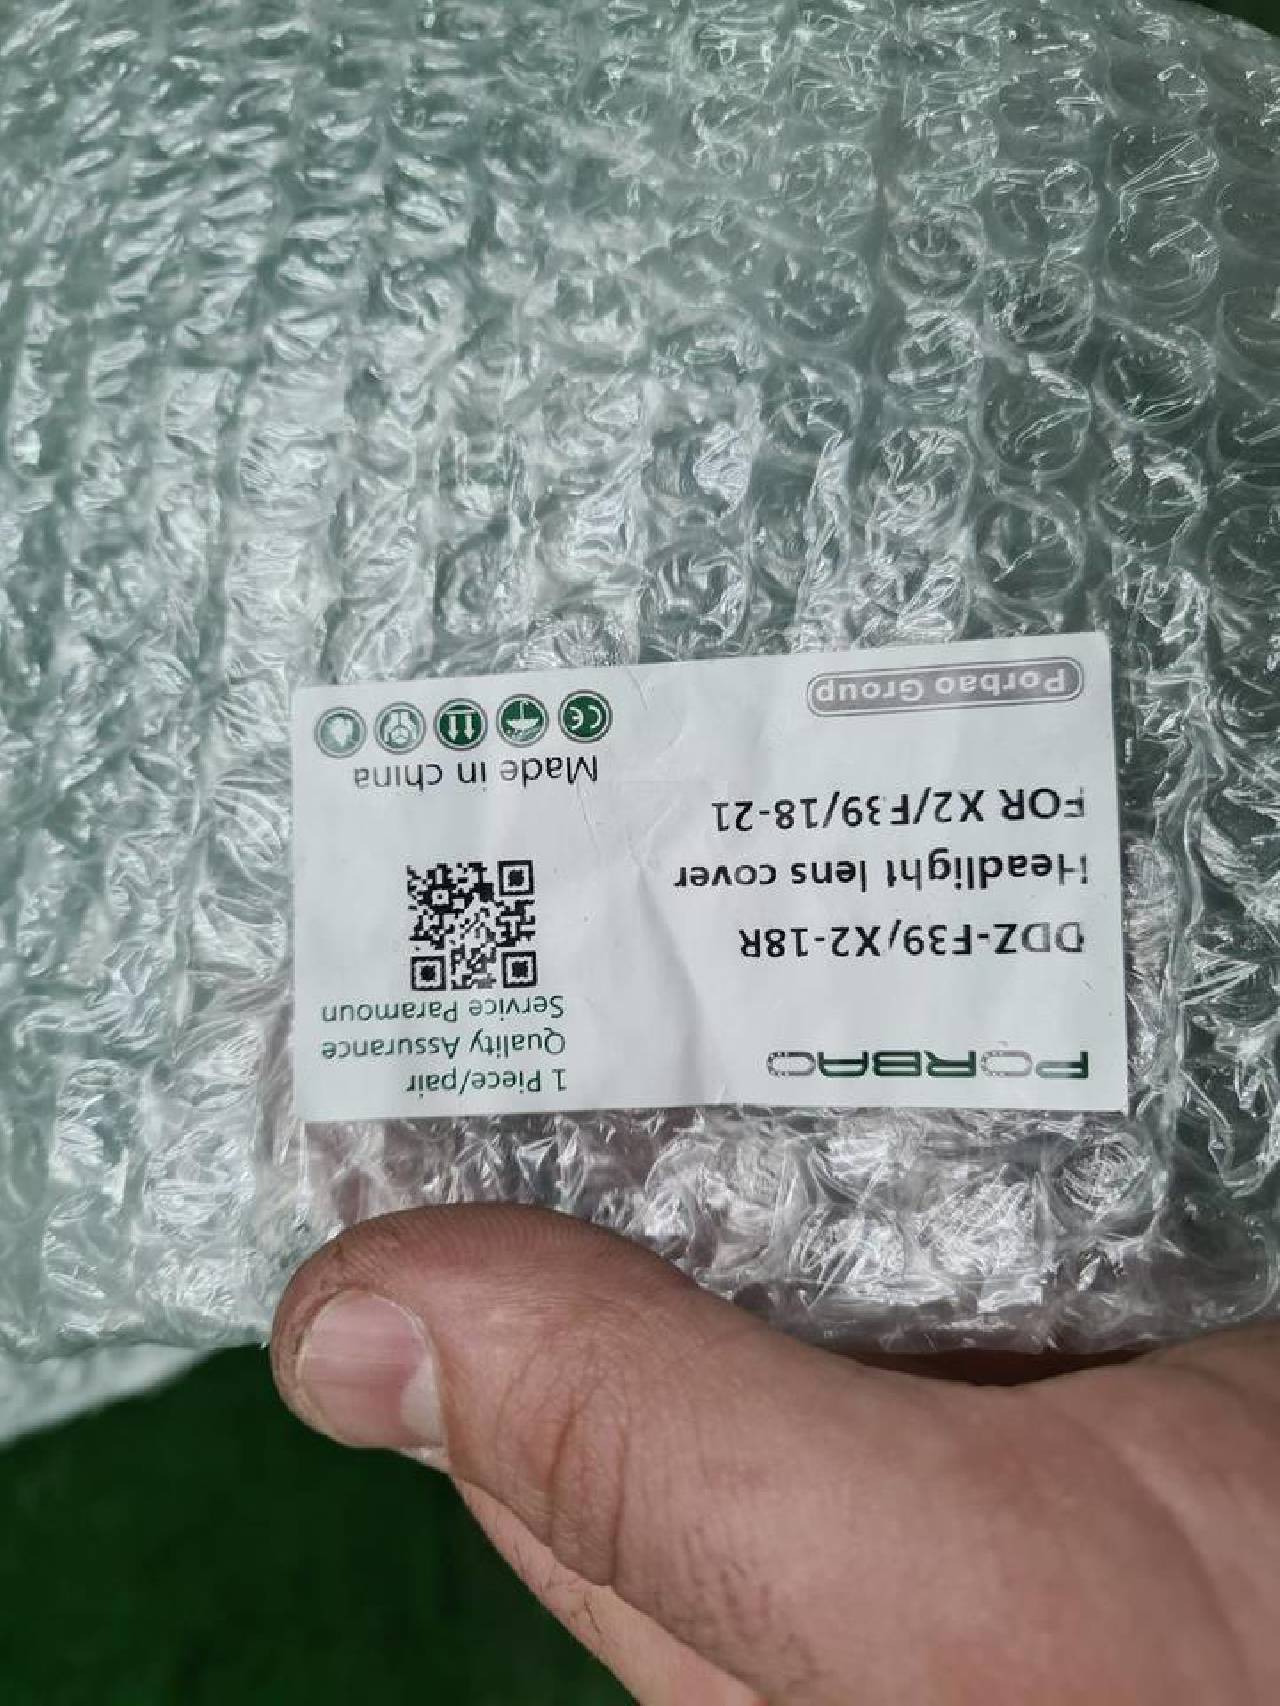 PORBAO
DDZ-F39/X2-18R
Headlight lens cover
FOR X2/F39/18-21
Porbao Group
1 Piece/pair
Quality Assurance
Service Paramoun
Made in china
CE